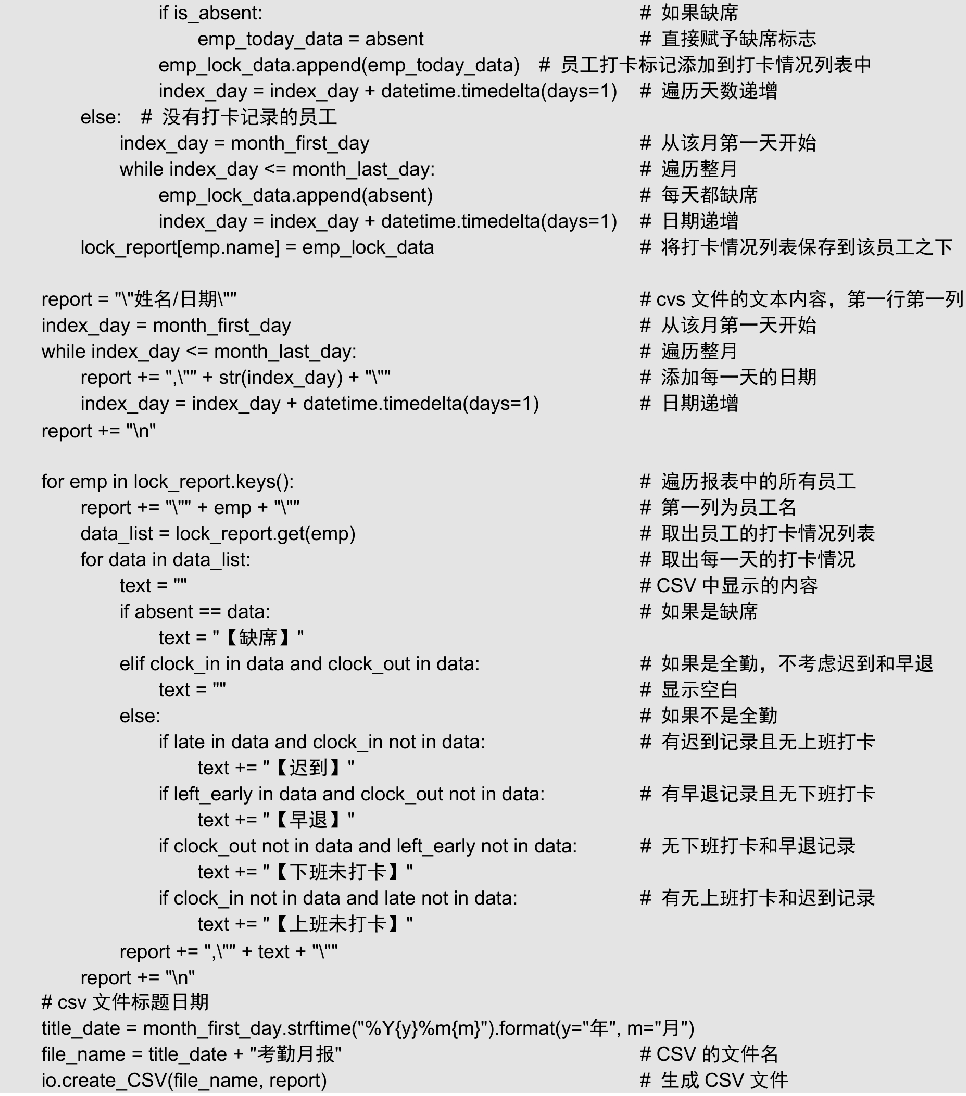 if is_absent:                                    # 如果缺席
                emp_today_data = absent                      # 直接赋予缺席标志
            emp_lock_data.append(emp_today_data)   # 员工打卡标记添加到打卡情况列表中
            index_day = index_day + datetime.timedelta(days=1)   # 遍历天数递增
    else:   # 没有打卡记录的员工
        index_day = month_first_day                          # 从该月第一天开始
        while index_day <= month_last_day:                   # 遍历整月
            emp_lock_data.append(absent)                     # 每天都缺席
            index_day = index_day + datetime.timedelta(days=1)   # 日期递增
    lock_report[emp.name] = emp_lock_data                    # 将打卡情况列表保存到该员工之下

report = "\"姓名/日期\""                                      # cvs 文件的文本内容，第一行第一列
index_day = month_first_day                                  # 从该月第一天开始
while index_day <= month_last_day:                           # 遍历整月
    report += ",\"" + str(index_day) + "\""                  # 添加每一天的日期
    index_day = index_day + datetime.timedelta(days=1)       # 日期递增
report += "\n"

for emp in lock_report.keys():                               # 遍历报表中的所有员工
    report += "\"" + emp + "\""                              # 第一列为员工名
    data_list = lock_report.get(emp)                         # 取出员工的打卡情况列表
    for data in data_list:                                   # 取出每一天的打卡情况
        text = ""                                            # CSV 中显示的内容
        if absent == data:                                   # 如果是缺席
            text = "【缺席】"
        elif clock_in in data and clock_out in data:         # 如果是全勤，不考虑迟到和早退
            text = ""                                        # 显示空白
        else:                                                # 如果不是全勤
            if late in data and clock_in not in data:        # 有迟到记录且无上班打卡
                text += "【迟到】"
            if left_early in data and clock_out not in data:   # 有早退记录且无下班打卡
                text += "【早退】"
            if clock_out not in data and left_early not in data:   # 无下班打卡和早退记录
                text += "【下班未打卡】"
            if clock_in not in data and late not in data:    # 有无上班打卡和迟到记录
                text += "【上班未打卡】"
        report += ",\"" + text + "\""
    report += "\n"
# csv 文件标题日期
title_date = month_first_day.strftime("%Y{y}%m{m}").format(y="年", m="月")
file_name = title_date + "考勤月报"                           # CSV 的文件名
io.create_CSV(file_name, report)                             # 生成 CSV 文件